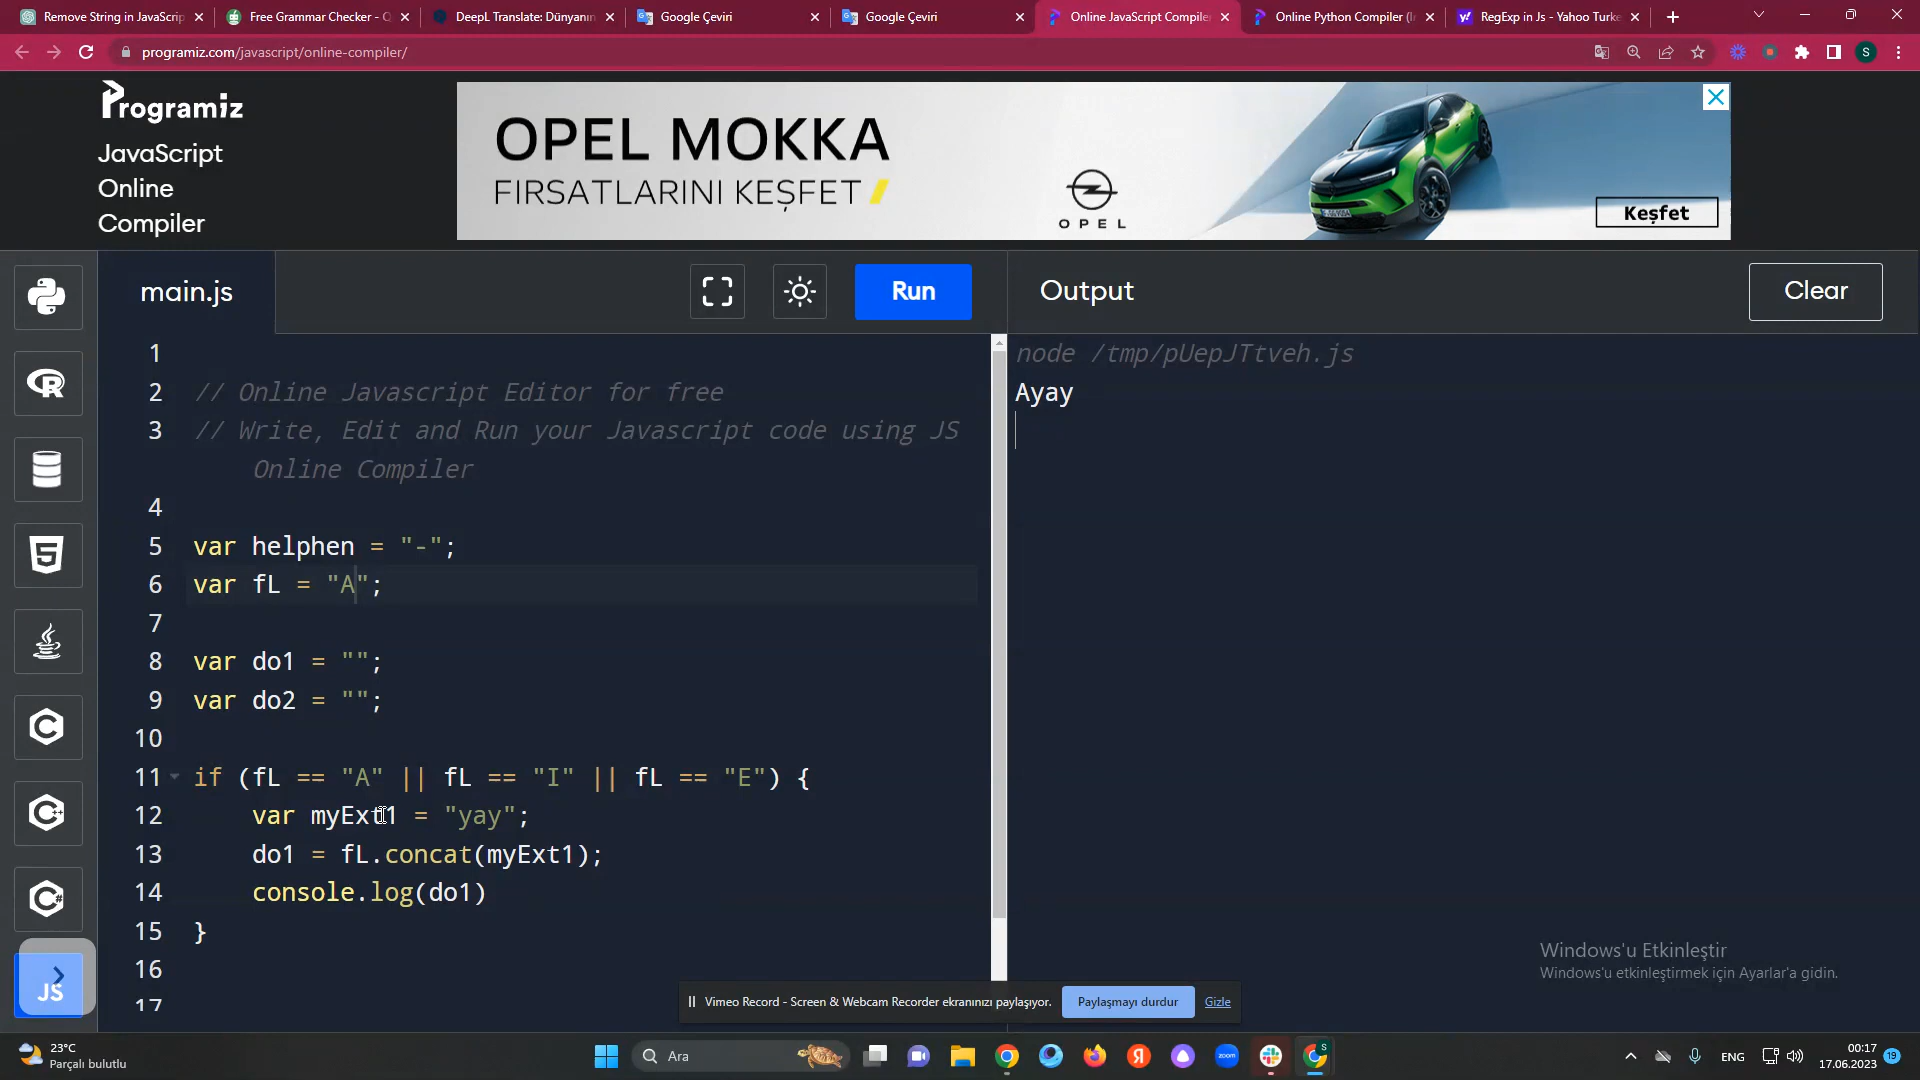 Remove String in JavaScrip
Free Grammar Checker - Q
DeepL Translate: Dünyanın
Google Çeviri
Google Çeviri
Online JavaScript Compiler
Online Python Compiler (In
RegExp in Js - Yahoo Turke
programiz.com/javascript/online-compiler/
S
Programiz
JavaScript
Online
Compiler
OPEL MOKKA
FIRSATLARINI KEŞFET
OPEL
Keşfet
main.js
Run
Output
Clear
1
2 // Online Javascript Editor for free
3 // Write, Edit and Run your Javascript code using JS
Online Compiler
4
5 var helphen = "-";
6 var fL = "A";
7
8 var do1 = "";
9 var do2 = "";
10
11 if (fL == "A" || fL == "I" || fL == "E") {
12 var myExt1 = "yay";
13 do1 = fL.concat(myExt1);
14 console.log(do1)
15 }
16
17
node /tmp/pUepJTtveh.js
Ayay
JS
Windows'u Etkinleştir
Windows'u etkinleştirmek için Ayarlar'a gidin.
Vimeo Record - Screen & Webcam Recorder ekranınızı paylaşıyor.
Paylaşmayı durdur
Gizle
23°C
Parçalı bulutlu
Ara
zoom
S
ENG
00:17
17.06.2023
19